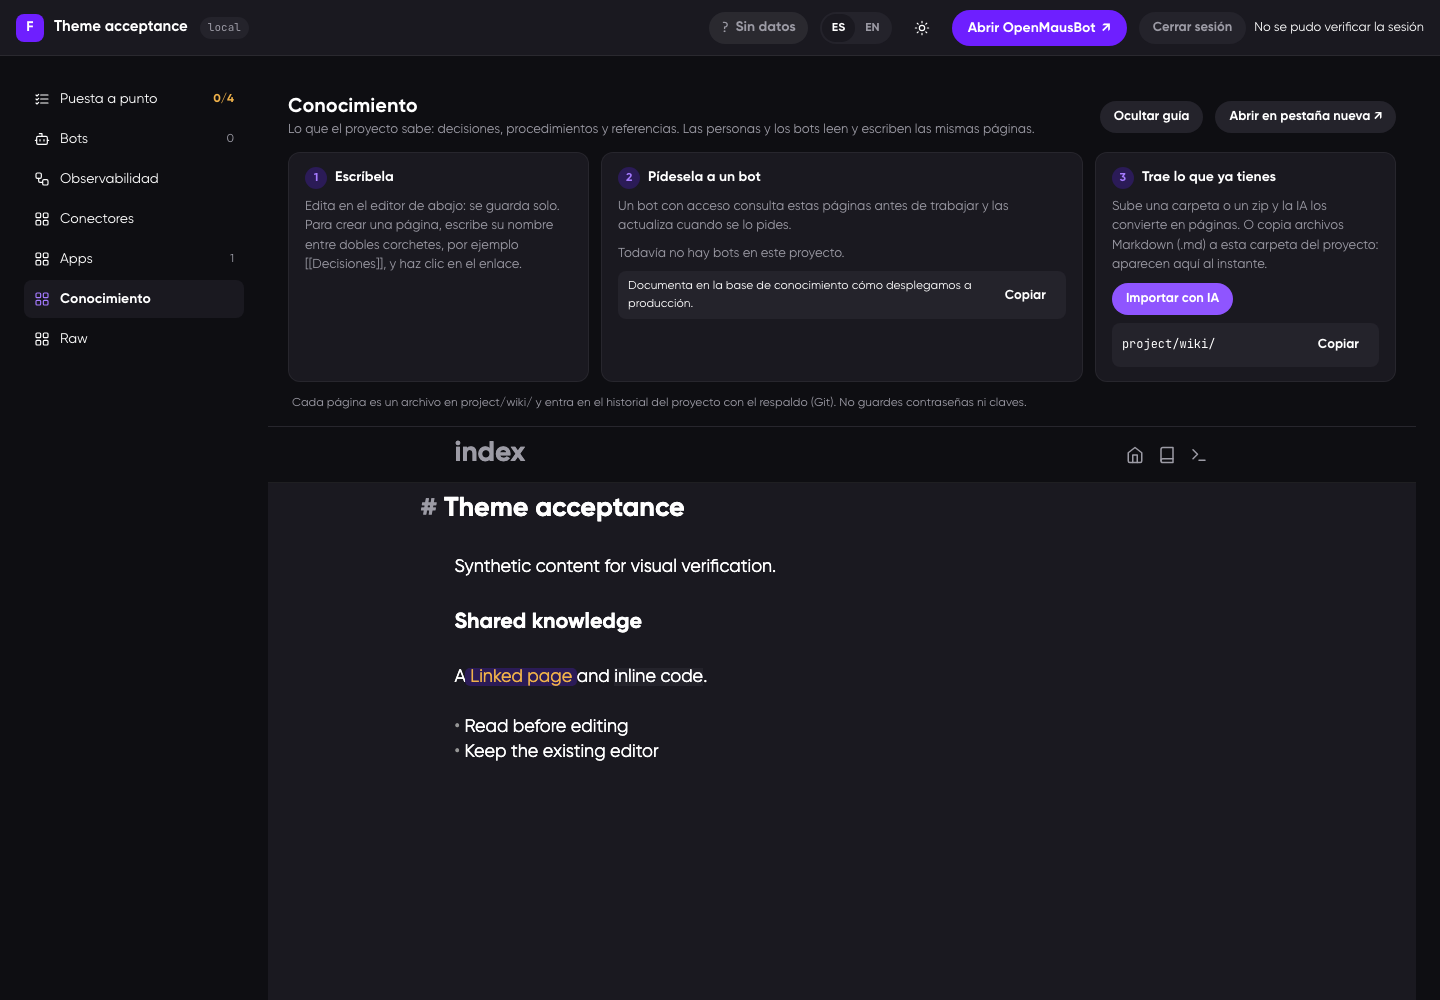 F Theme acceptance local
? Sin datos ES EN Abrir OpenMausBot ↗ Cerrar sesión No se pudo verificar la sesión
Puesta a punto 0/4
Bots 0
Observabilidad
Conectores
Apps 1
Conocimiento
Raw
Conocimiento
Lo que el proyecto sabe: decisiones, procedimientos y referencias. Las personas y los bots leen y escriben las mismas páginas.
Ocultar guía Abrir en pestaña nueva ↗
1 Escríbela
Edita en el editor de abajo: se guarda solo.
Para crear una página, escribe su nombre
entre dobles corchetes, por ejemplo
[[Decisiones]], y haz clic en el enlace.
2 Pídesela a un bot
Un bot con acceso consulta estas páginas antes de trabajar y las
actualiza cuando se lo pides.
Todavía no hay bots en este proyecto.
Documenta en la base de conocimiento cómo desplegamos a
producción.
Copiar
3 Trae lo que ya tienes
Sube una carpeta o un zip y la IA los
convierte en páginas. O copia archivos
Markdown (.md) a esta carpeta del proyecto:
aparecen aquí al instante.
Importar con IA
project/wiki/ Copiar
Cada página es un archivo en project/wiki/ y entra en el historial del proyecto con el respaldo (Git). No guardes contraseñas ni claves.
index
# Theme acceptance
Synthetic content for visual verification.
Shared knowledge
A Linked page and inline code.
• Read before editing
• Keep the existing editor